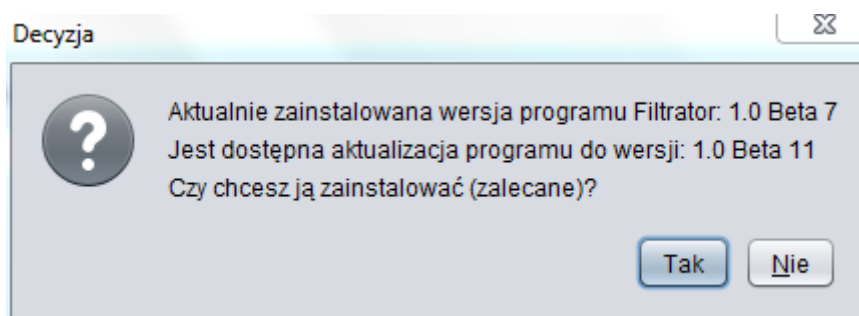 Decyzja
Aktualnie zainstalowana wersja programu Filtrator: 1.0 Beta 7
Jest dostępna aktualizacja programu do wersji: 1.0 Beta 11
Czy chcesz ją zainstalować (zalecane)?
Tak Nie